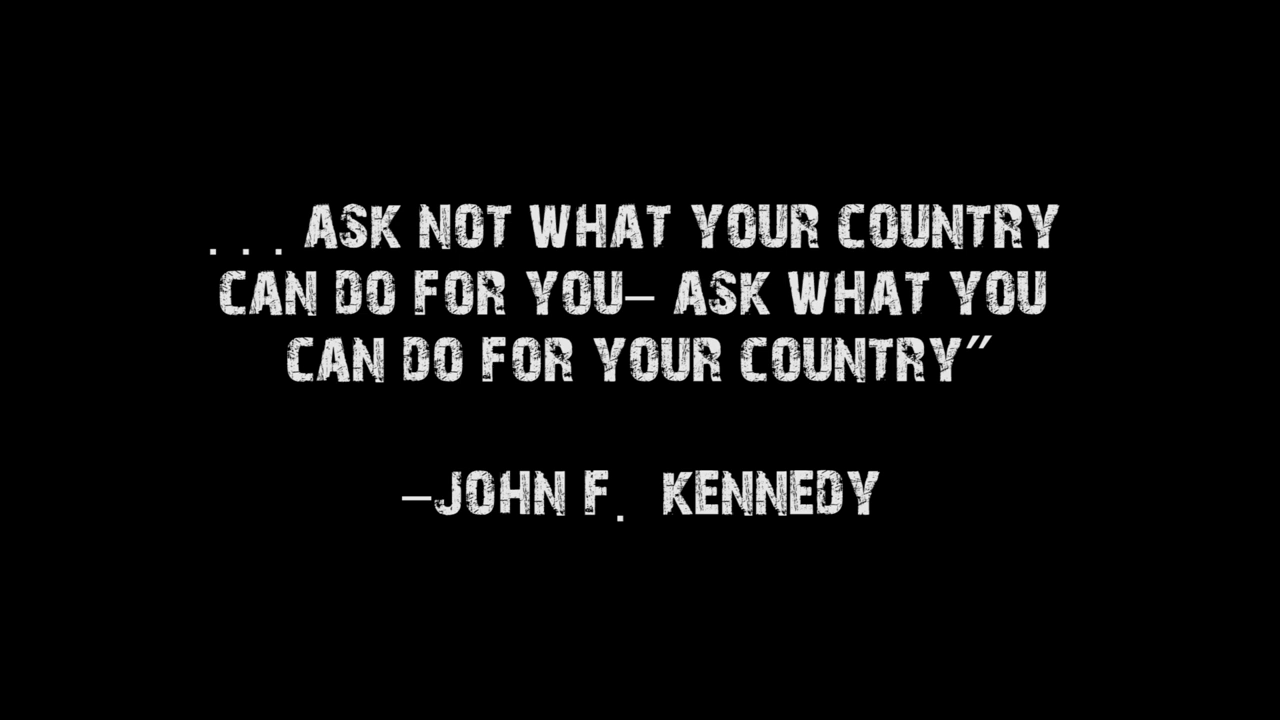 . . . ASK NOT WHAT YOUR COUNTRY
CAN DO FOR YOU– ASK WHAT YOU
CAN DO FOR YOUR COUNTRY”

–JOHN F. KENNEDY